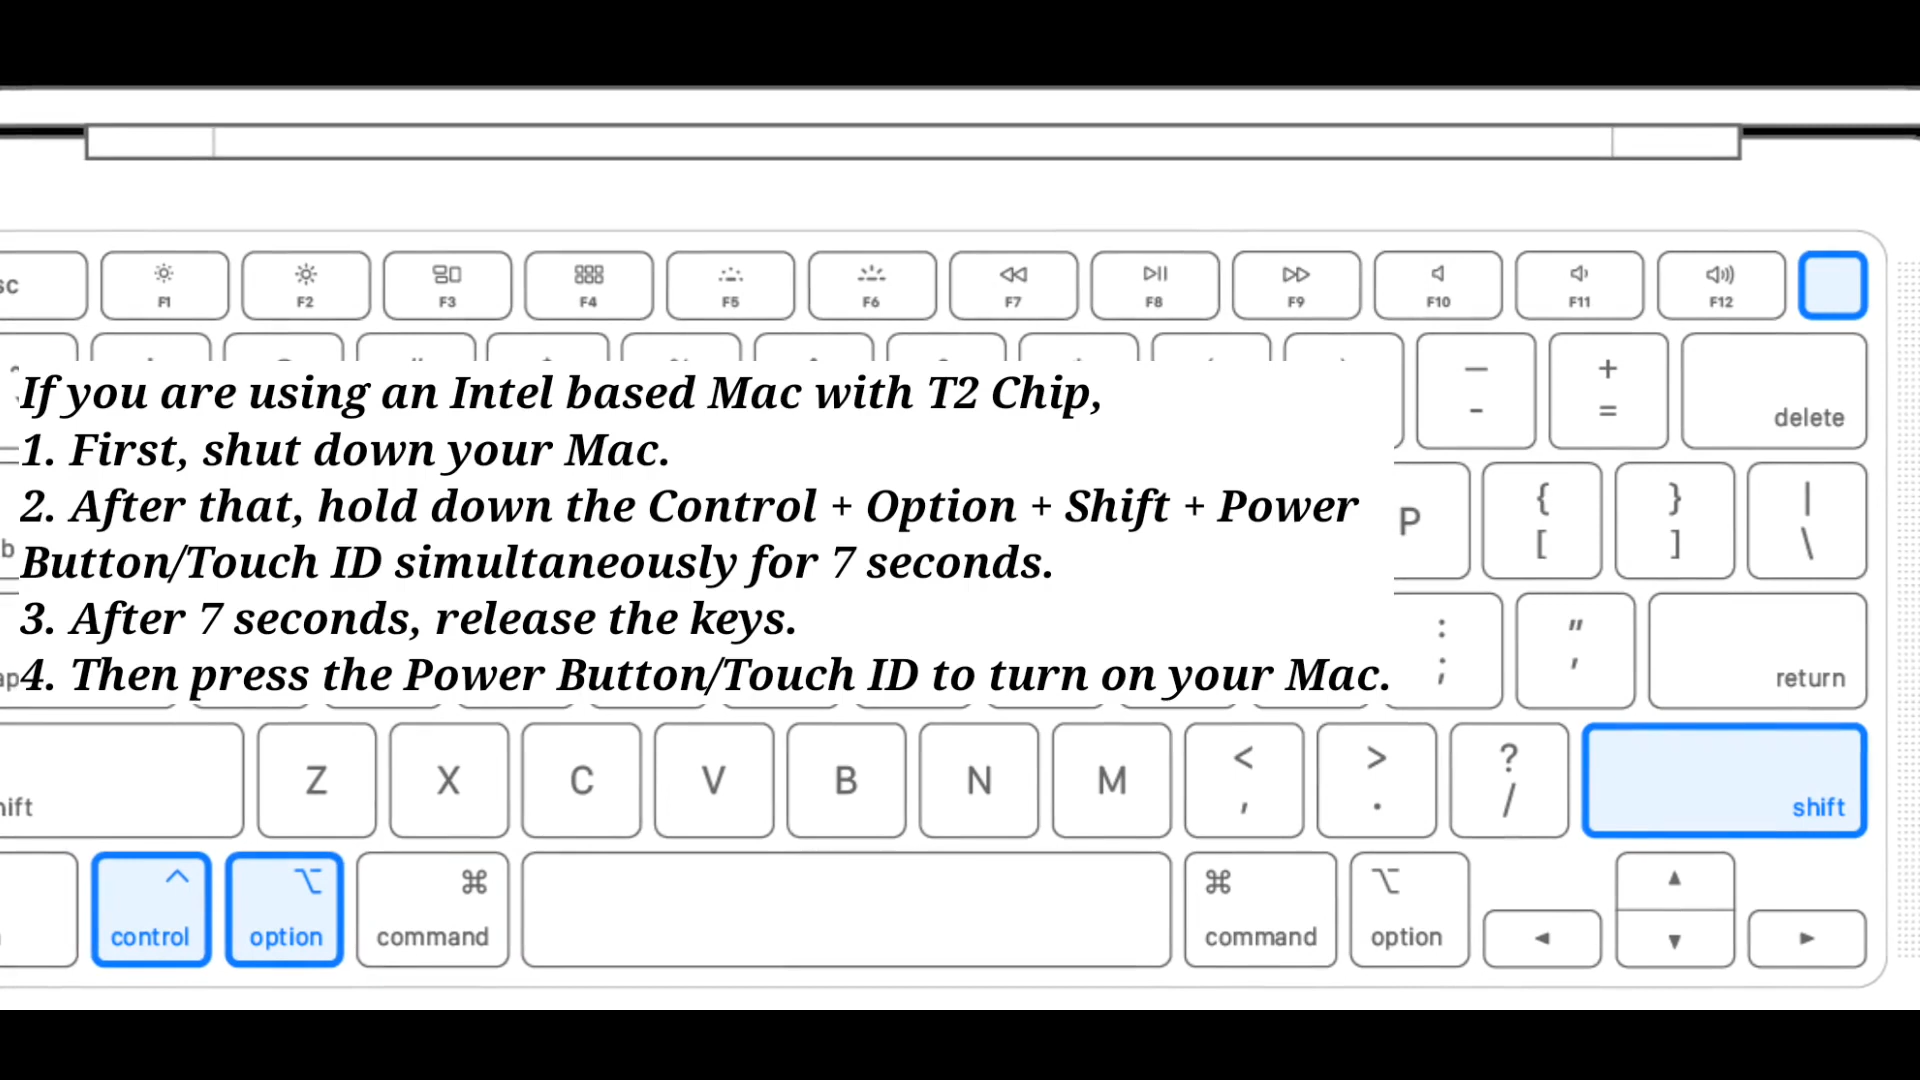 F1 F2 F3 F4 F5 F6 F7 F8 F9 F10 F11 F12
If you are using an Intel based Mac with T2 Chip,
1. First, shut down your Mac.
2. After that, hold down the Control + Option + Shift + Power
Button/Touch ID simultaneously for 7 seconds.
3. After 7 seconds, release the keys.
4. Then press the Power Button/Touch ID to turn on your Mac.
— - + = delete
P { [ } ] | \
: ; " ' return
Z X C V B N M < , > . ? / shift
control option command command option